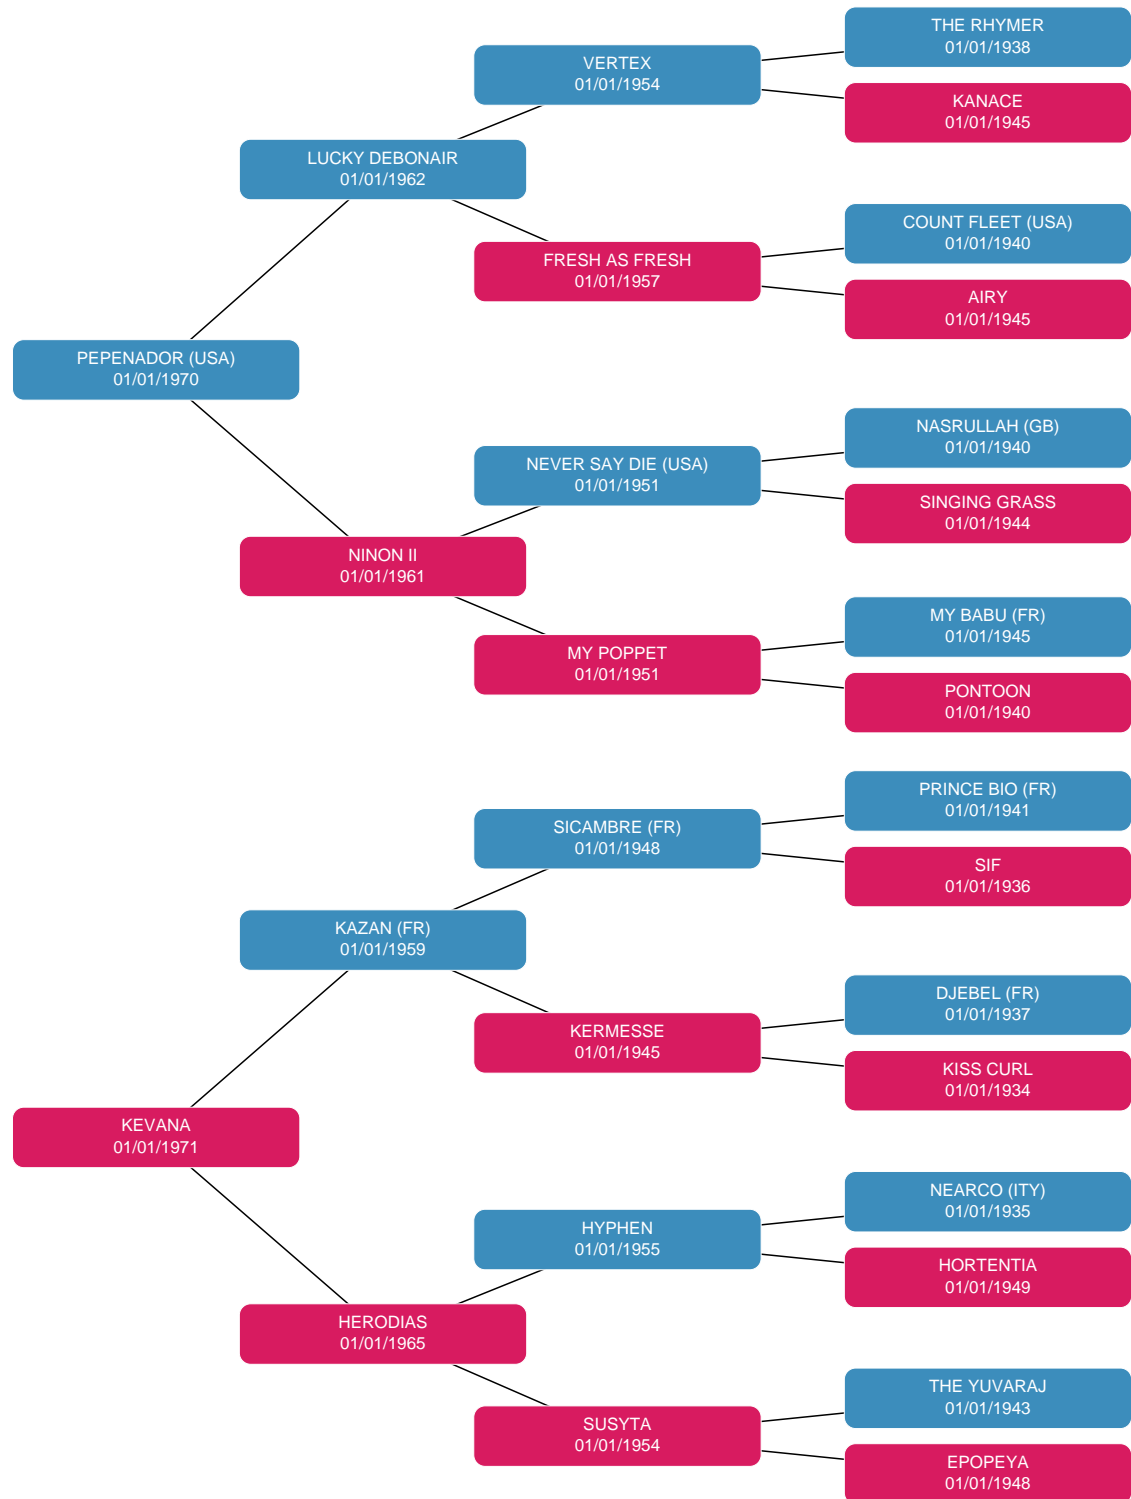 THE RHYMER
01/01/1938
VERTEX
01/01/1954
KANACE
01/01/1945
LUCKY DEBONAIR
01/01/1962
COUNT FLEET (USA)
01/01/1940
FRESH AS FRESH
01/01/1957
AIRY
01/01/1945
PEPENADOR (USA)
01/01/1970
NASRULLAH (GB)
01/01/1940
NEVER SAY DIE (USA)
01/01/1951
SINGING GRASS
01/01/1944
NINON II
01/01/1961
MY BABU (FR)
01/01/1945
MY POPPET
01/01/1951
PONTOON
01/01/1940
PRINCE BIO (FR)
01/01/1941
SICAMBRE (FR)
01/01/1948
SIF
01/01/1936
KAZAN (FR)
01/01/1959
DJEBEL (FR)
01/01/1937
KERMESSE
01/01/1945
KISS CURL
01/01/1934
KEVANA
01/01/1971
NEARCO (ITY)
01/01/1935
HYPHEN
01/01/1955
HORTENTIA
01/01/1949
HERODIAS
01/01/1965
THE YUVARAJ
01/01/1943
SUSYTA
01/01/1954
EPOPEYA
01/01/1948